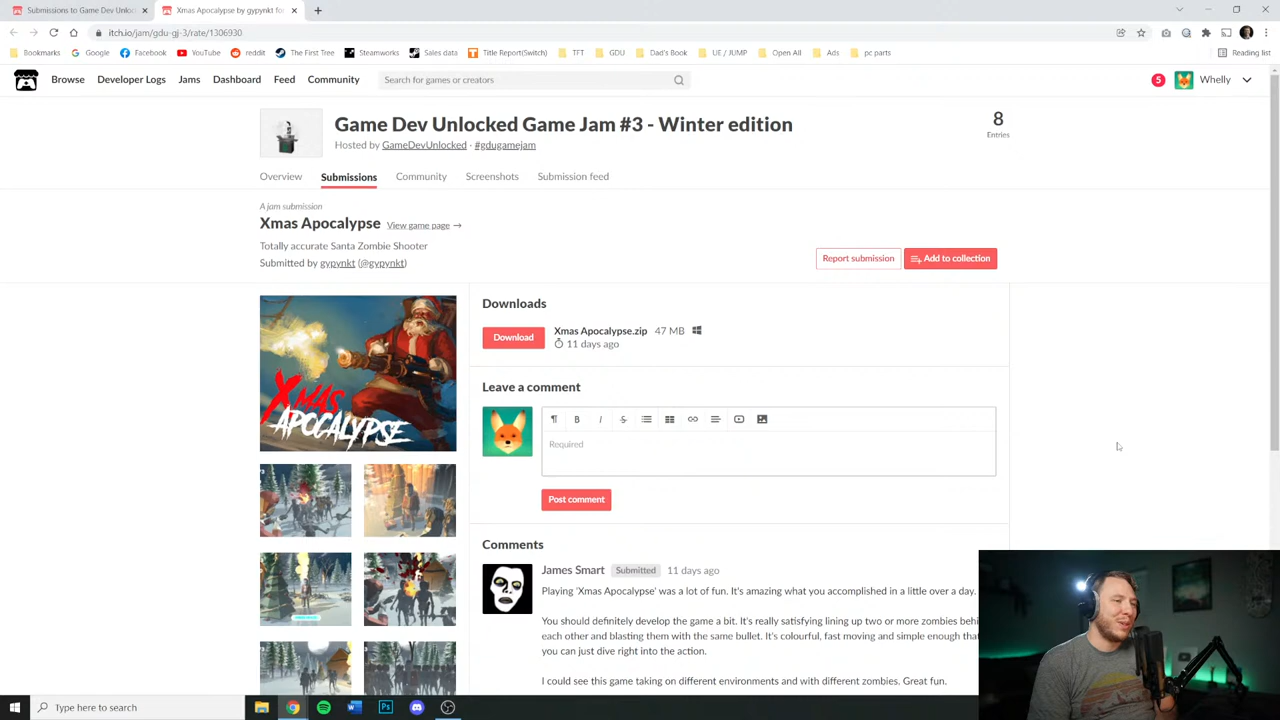 Submissions to Game Dev Unloc
Xmas Apocalypse by gypynkt fo
itch.io/jam/gdu-gj-3/rate/1306930
Bookmarks
Google
Facebook
YouTube
reddit
The First Tree
Steamworks
Sales data
Title Report(Switch)
TFT
GDU
Dad's Book
UE / JUMP
Open All
Ads
pc parts
Reading list
Browse
Developer Logs
Jams
Dashboard
Feed
Community
Search for games or creators
5
Whelly
Game Dev Unlocked Game Jam #3 - Winter edition
Hosted by GameDevUnlocked · #gdugamejam
8
Entries
Overview
Submissions
Community
Screenshots
Submission feed
A jam submission
Xmas Apocalypse View game page →
Totally accurate Santa Zombie Shooter
Submitted by gypynkt (@gypynkt)
Report submission
Add to collection
XMAS
APOCALYPSE
Downloads
Download
Xmas Apocalypse.zip 47 MB
11 days ago
Leave a comment
Required
Post comment
Comments
James Smart Submitted 11 days ago
Playing 'Xmas Apocalypse' was a lot of fun. It's amazing what you accomplished in a little over a day.
You should definitely develop the game a bit. It's really satisfying lining up two or more zombies behi
each other and blasting them with the same bullet. It's colourful, fast moving and simple enough tha
you can just dive right into the action.
I could see this game taking on different environments and with different zombies. Great fun.
Type here to search